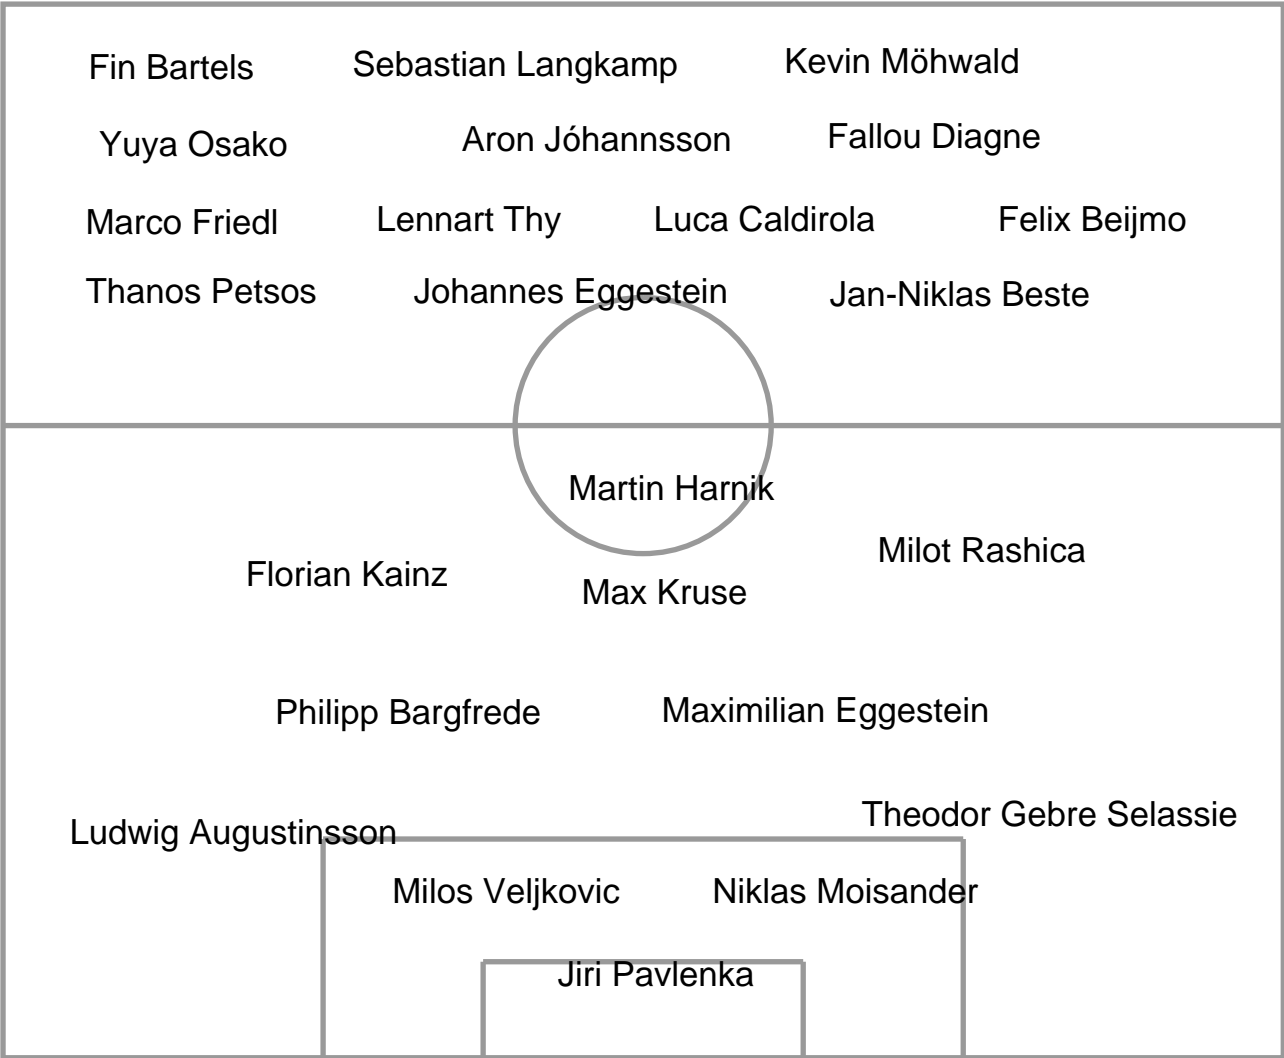 Fin Bartels Sebastian Langkamp Kevin Möhwald
Yuya Osako Aron Jóhannsson Fallou Diagne
Marco Friedl Lennart Thy Luca Caldirola Felix Beijmo
Thanos Petsos Johannes Eggestein Jan-Niklas Beste
Martin Harnik
Milot Rashica
Florian Kainz
Max Kruse
Philipp Bargfrede Maximilian Eggestein
Theodor Gebre Selassie
Ludwig Augustinsson
Milos Veljkovic Niklas Moisander
Jiri Pavlenka